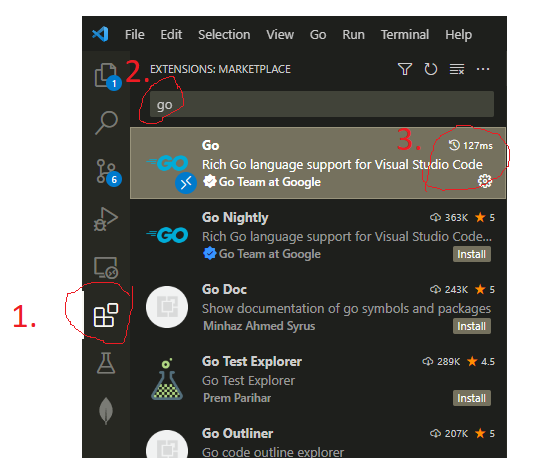 File Edit Selection View Go Run Terminal Help
2.
EXTENSIONS: MARKETPLACE
1
go
3.
Go 127ms
Rich Go language support for Visual Studio Code
GO Go Team at Google
6
Go Nightly 363K 5
GO Rich Go language support for Visual Studio Code...
Go Team at Google Install
Go Doc 243K 5
Show documentation of go symbols and packages
Minhaz Ahmed Syrus Install
1.
Go Test Explorer 289K 4.5
Go Test Explorer
Prem Parihar Install
Go Outliner 207K 5
Go code outline explorer